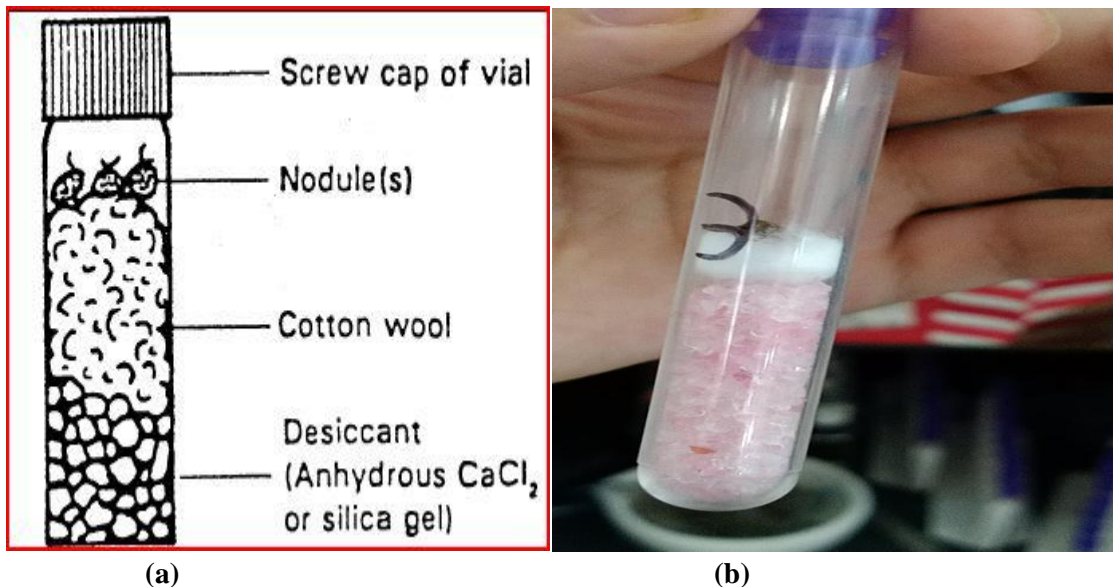 Screw cap of vial
Nodule(s)
Cotton wool
Desiccant
(Anhydrous CaCl₂
or silica gel)
(a)
(b)